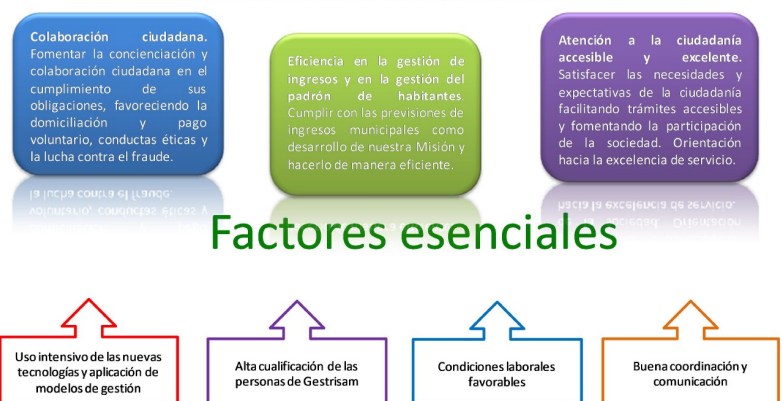 Colaboración ciudadana.
Fomentar la concienciación y
colaboración ciudadana en el
cumplimiento de sus
obligaciones, favoreciendo la
domiciliación y pago
voluntario, conductas éticas y
la lucha contra el fraude.
Eficiencia en la gestión de
ingresos y en la gestión del
padrón de habitantes.
Cumplir con las previsiones de
ingresos municipales como
desarrollo de nuestra Misión y
hacerlo de manera eficiente.
Atención a la ciudadanía
accesible y excelente.
Satisfacer las necesidades y
expectativas de la ciudadanía
facilitando trámites accesibles
y fomentando la participación
de la sociedad. Orientación
hacia la excelencia de servicio.
Factores esenciales
Uso intensivo de las nuevas
tecnologías y aplicación de
modelos de gestión
Alta cualificación de las
personas de Gestrisam
Condiciones laborales
favorables
Buena coordinación y
comunicación